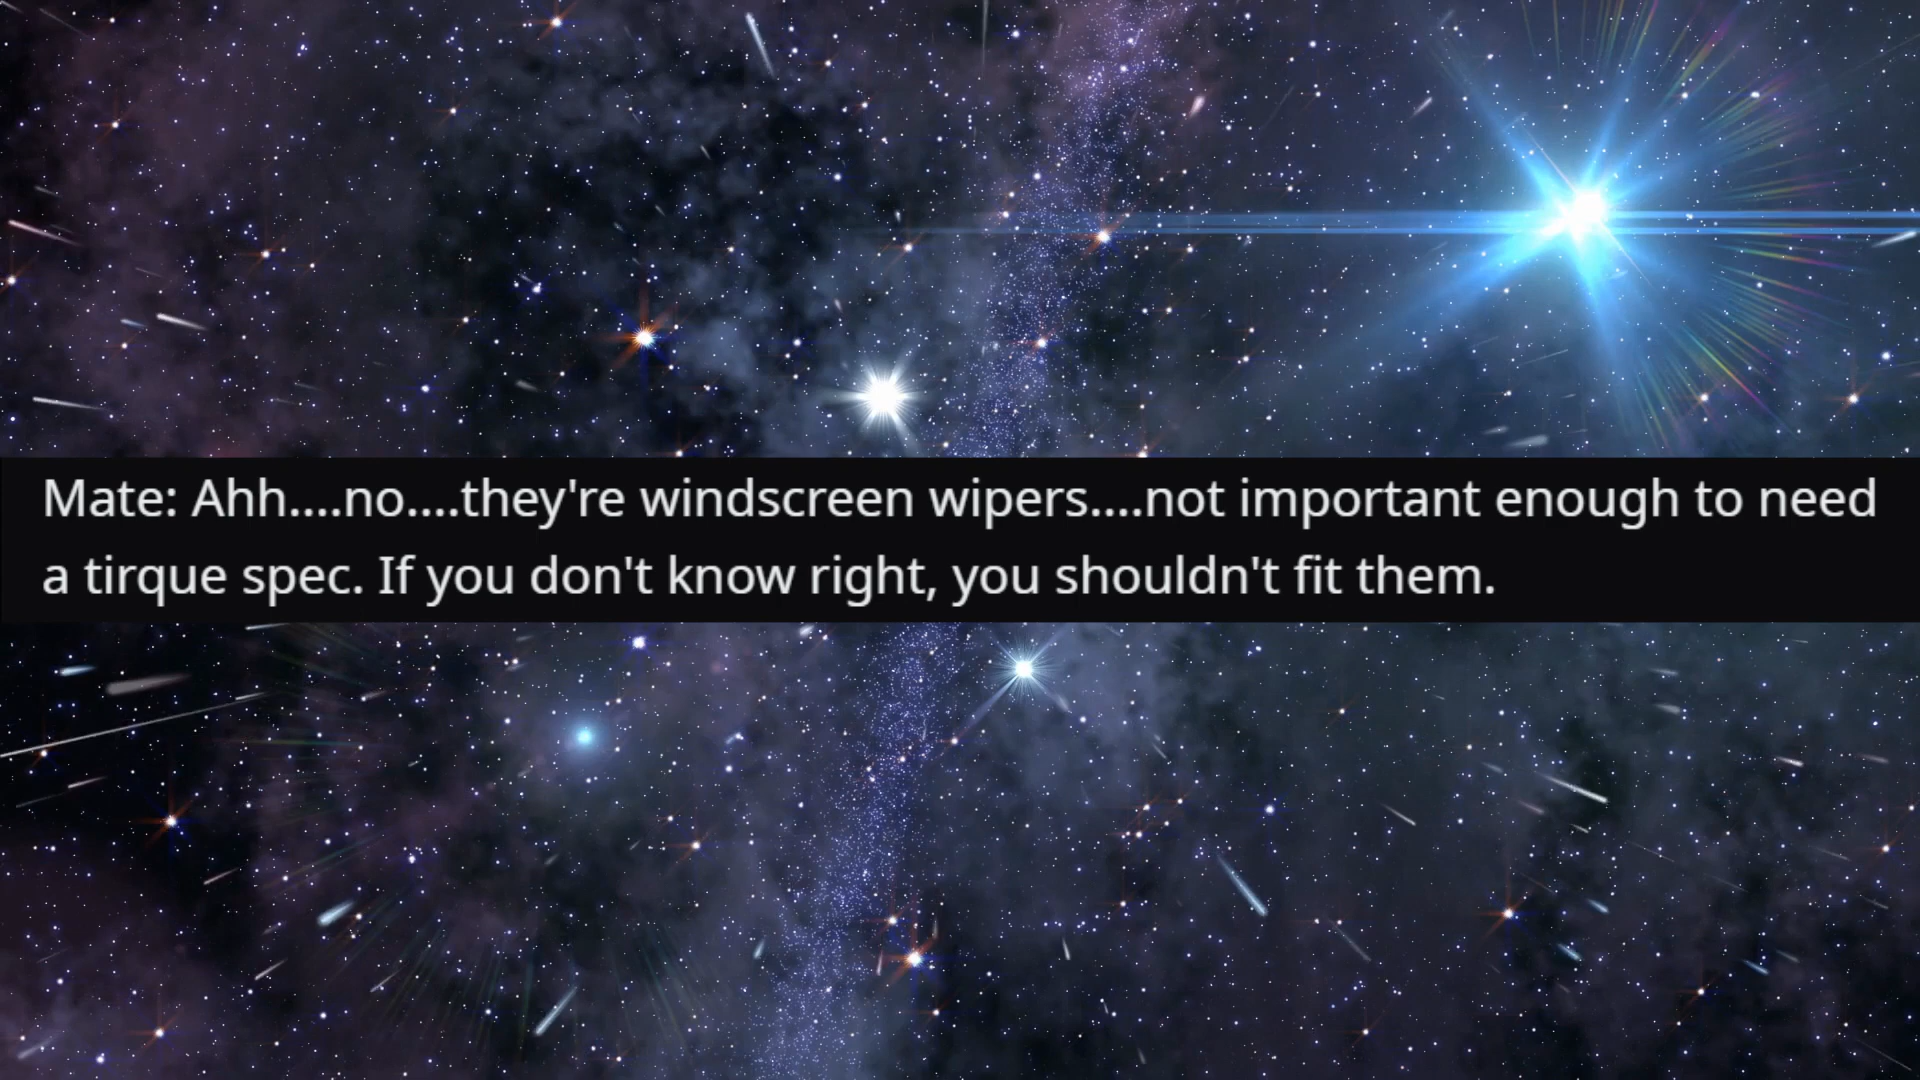 Mate: Ahh....no....they're windscreen wipers....not important enough to need
a tirque spec. If you don't know right, you shouldn't fit them.